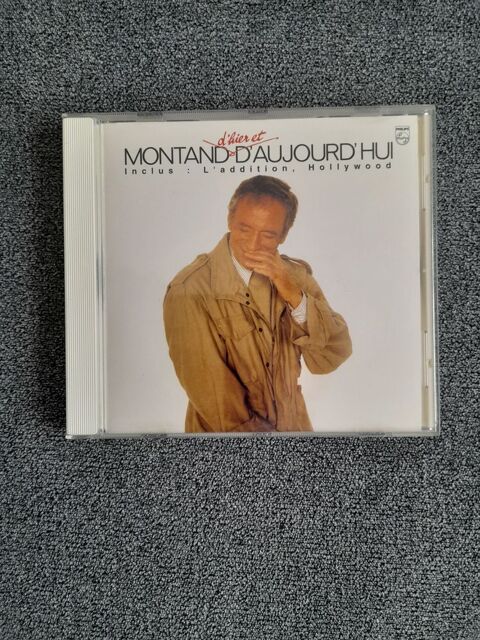 d'hier et
MONTAND D'AUJOURD'HUI
Inclus : L'addition, Hollywood
PHILIPS